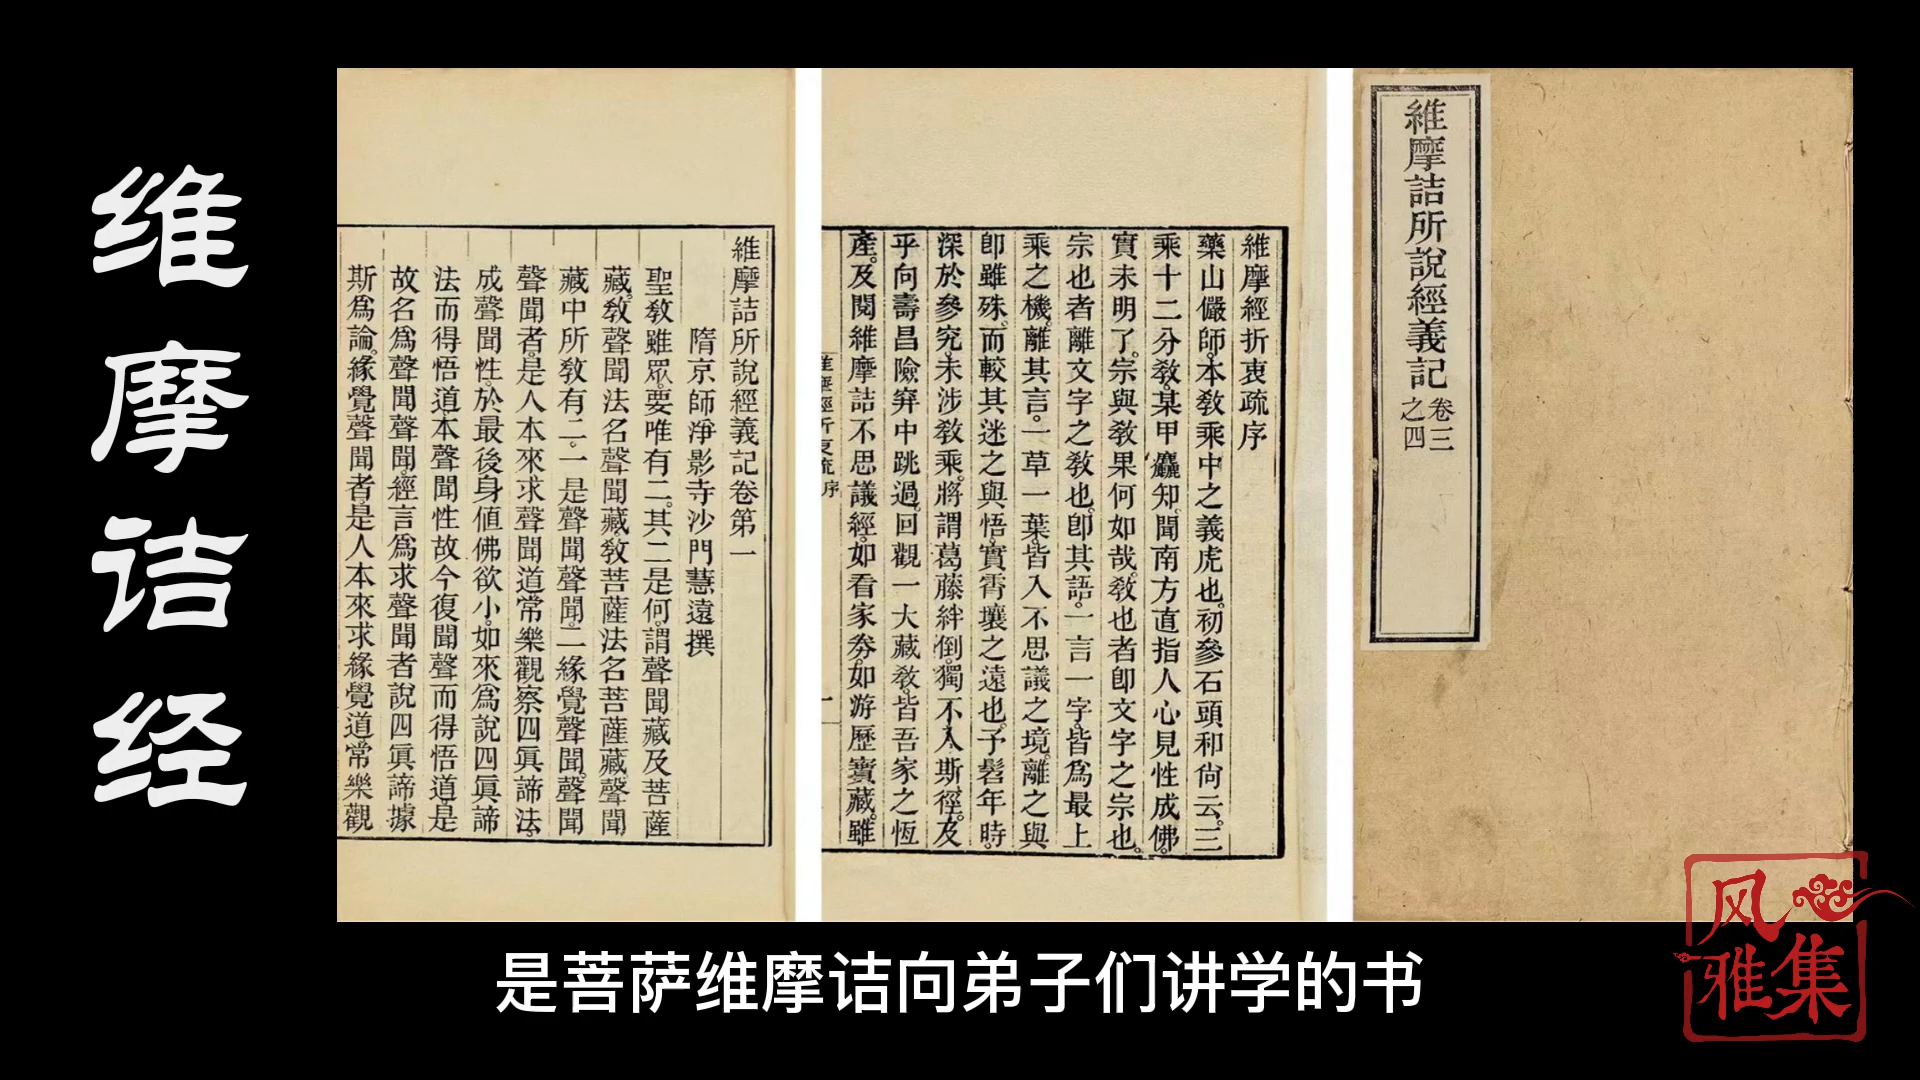 维摩诘经
維摩詰所說經義記卷第一
隋京師淨影寺沙門慧遠撰
聖教雖眾。要唯有二。其二是何。謂聲聞藏及菩薩
藏。教聲聞法名聲聞藏。教菩薩法名菩薩藏。聲聞
藏中所教有二。一是聲聞聲聞。二緣覺聲聞。聲聞
聲聞者。是人本來求聲聞道。常樂觀察四眞諦法。
成聲聞性。於最後身值佛欲小。如來爲說四眞諦
法而得悟道。本聲聞性故今復聞聲而得悟道。是
故名爲聲聞聲聞。經言爲求聲聞者說四眞諦。據
斯爲論。緣覺聲聞者。是人本來求緣覺道。常樂觀
維摩經折衷疏序
藥山儼師。本教乘中之義虎也。初參石頭和尚云。三
乘十二分教。某甲麤知。聞南方直指人心見性成佛。
實未明了。宗與教果何如哉。教也者卽文字之宗也。
宗也者離文字之教也。卽其語。一言一字。皆爲最上
乘之機。離其言。一草一葉。皆入不思議之境。離之與
卽雖殊。而較其迷之與悟。實霄壤之遠也。予髫年時。
深於參究。未涉教乘。將謂葛藤絆倒。獨不入斯徑。及
乎向壽昌險穽中跳過。回觀一大藏教。皆吾家之恆
產。及閱維摩詰不思議經。如看家劵。如游歷寶藏。雖
維摩經折衷疏 序 一
維摩詰所說經義記 卷三之四
是菩萨维摩诘向弟子们讲学的书
风雅集